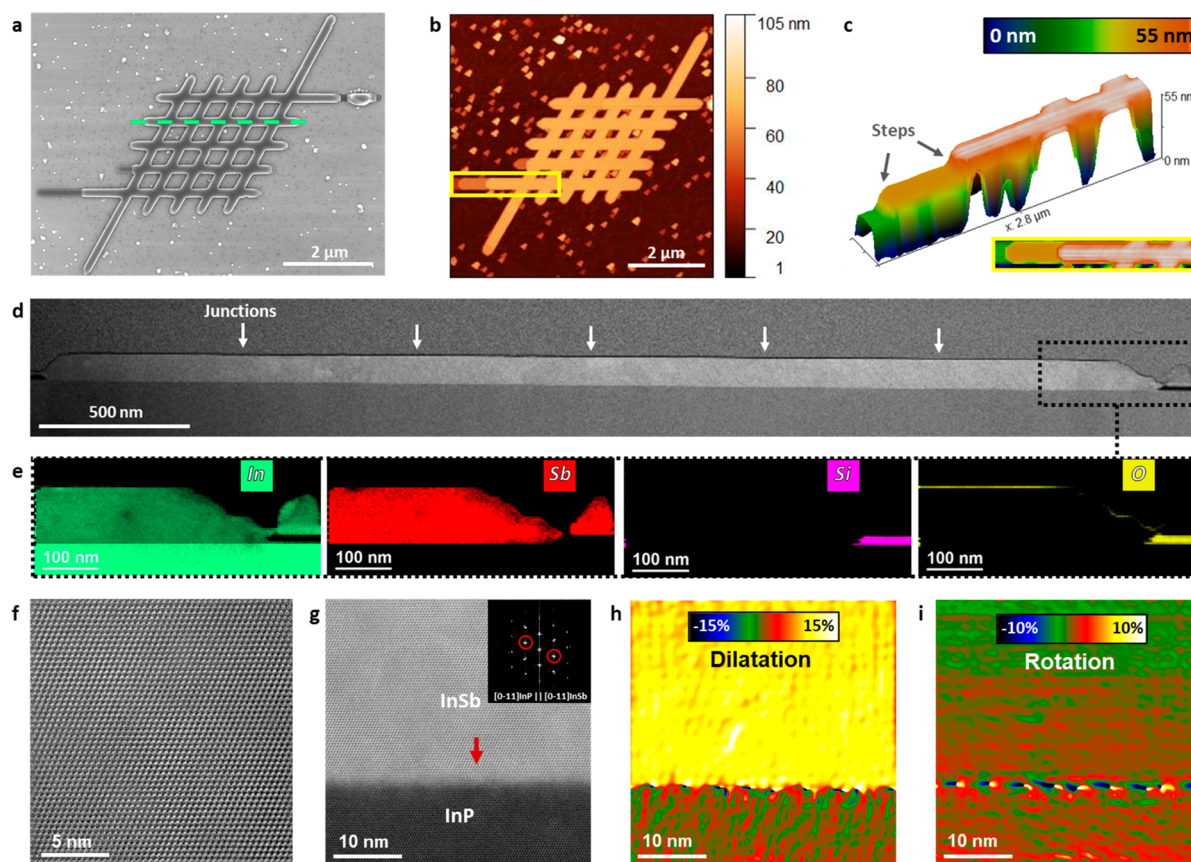 a
2 µm
b
105 nm
80
60
40
20
1
2 µm
c
0 nm
55 nm
Steps
55 nm
0 nm
x: 2.8 µm
d
Junctions
500 nm
e
In
Sb
Si
O
100 nm
100 nm
100 nm
100 nm
f
5 nm
g
InSb
InP
[0-11]InP || [0-11]InSb
10 nm
h
-15%
15%
Dilatation
10 nm
i
-10%
10%
Rotation
10 nm